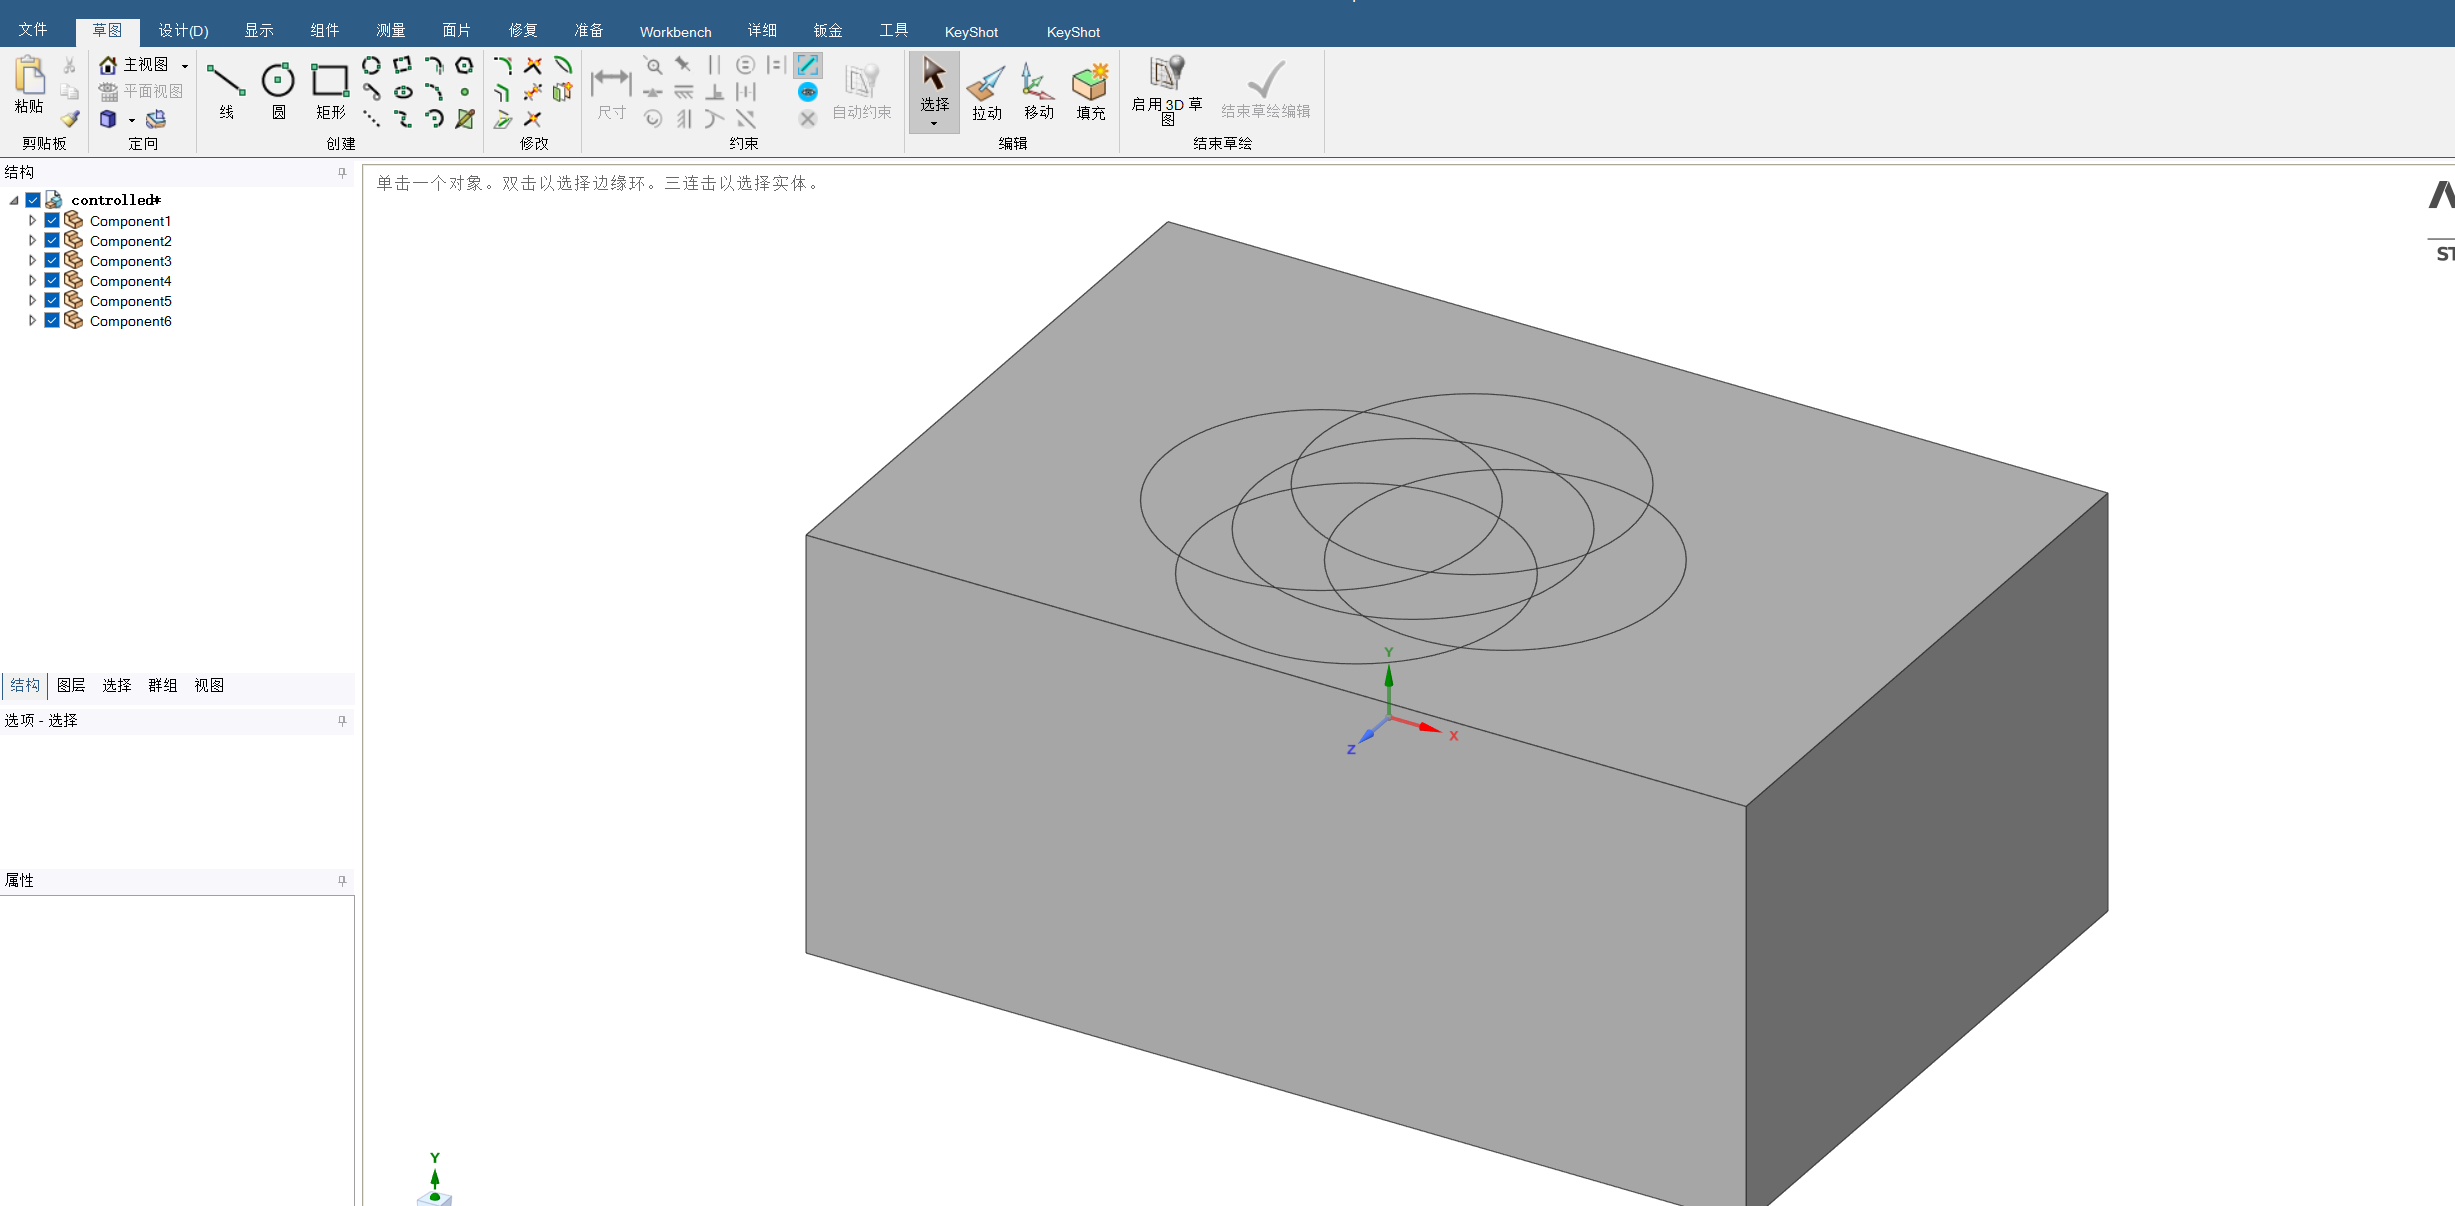 文件 草图 设计(D) 显示 组件 测量 面片 修复 准备 Workbench 详细 钣金 工具 KeyShot KeyShot
粘贴
主视图
平面视图
剪贴板
定向
线
圆
矩形
创建
修改
尺寸
自动约束
约束
选择
拉动
移动
填充
编辑
启用 3D 草
图
结束草绘编辑
结束草绘
结构
controlled*
Component1
Component2
Component3
Component4
Component5
Component6
结构 图层 选择 群组 视图
选项 - 选择
属性
单击一个对象。双击以选择边缘环。三连击以选择实体。
Y
X
Z
Y